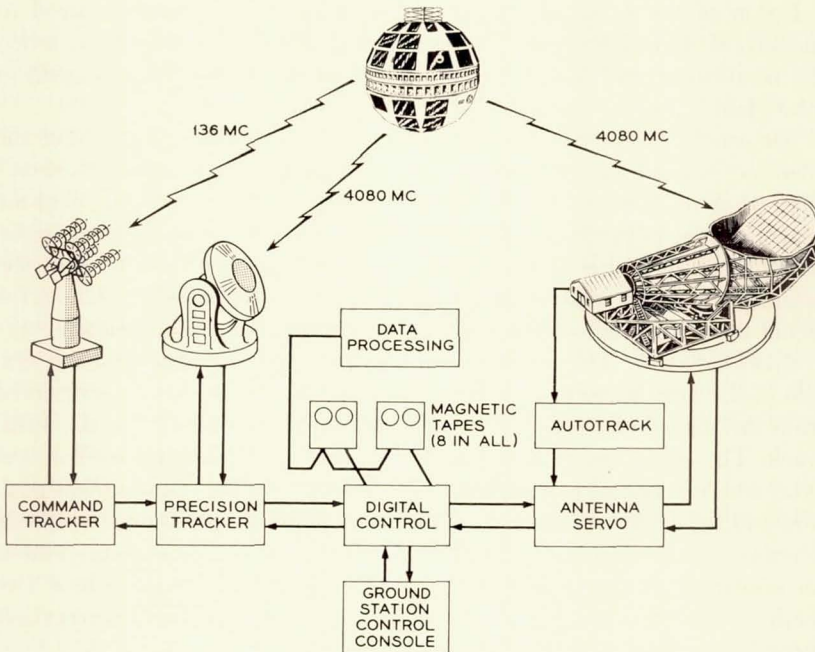 136 MC
4080 MC
4080 MC
DATA
PROCESSING
MAGNETIC
TAPES
(8 IN ALL)
AUTOTRACK
COMMAND
TRACKER
PRECISION
TRACKER
DIGITAL
CONTROL
ANTENNA
SERVO
GROUND
STATION
CONTROL
CONSOLE